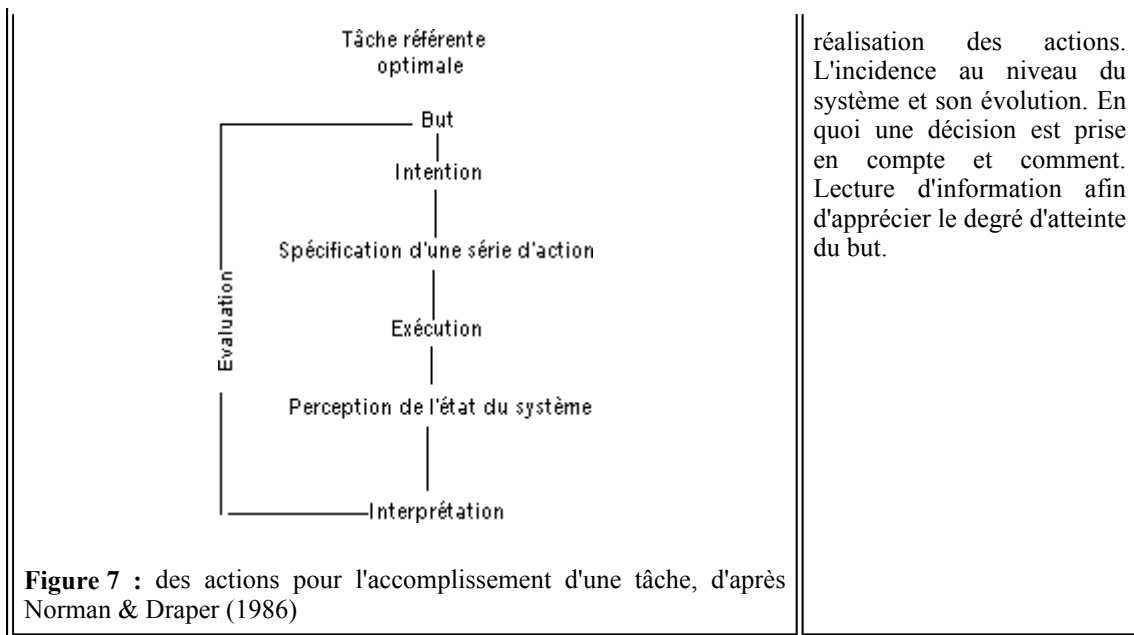 Tâche référente
optimale
But
Intention
Spécification d'une série d'action
Exécution
Evaluation
Perception de l'état du système
Interprétation
Figure 7 : des actions pour l'accomplissement d'une tâche, d'après
Norman & Draper (1986)
réalisation des actions.
L'incidence au niveau du
système et son évolution. En
quoi une décision est prise
en compte et comment.
Lecture d'information afin
d'apprécier le degré d'atteinte
du but.